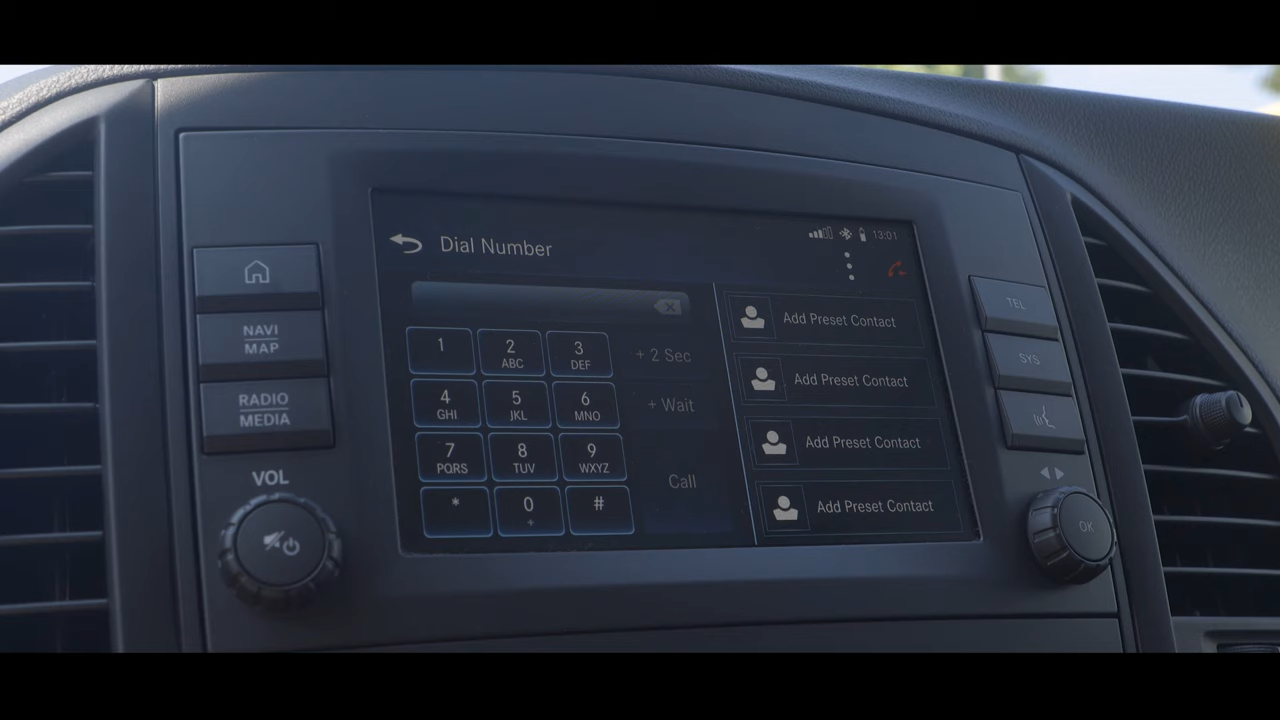 Dial Number
13:01
1
2
ABC
3
DEF
+ 2 Sec
4
GHI
5
JKL
6
MNO
+ Wait
7
PQRS
8
TUV
9
WXYZ
Call
*
0
+
#
Add Preset Contact
Add Preset Contact
Add Preset Contact
Add Preset Contact
NAVI
MAP
RADIO
MEDIA
VOL
TEL
SYS
OK